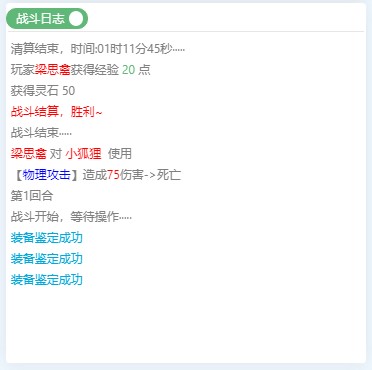 战斗日志
清算结束，时间:01时11分45秒·····
玩家梁思龕获得经验 20 点
获得灵石 50
战斗结算，胜利~
战斗结束·····
梁思龕 对 小狐狸 使用
【物理攻击】造成75伤害->死亡
第1回合
战斗开始，等待操作·····
装备鉴定成功
装备鉴定成功
装备鉴定成功